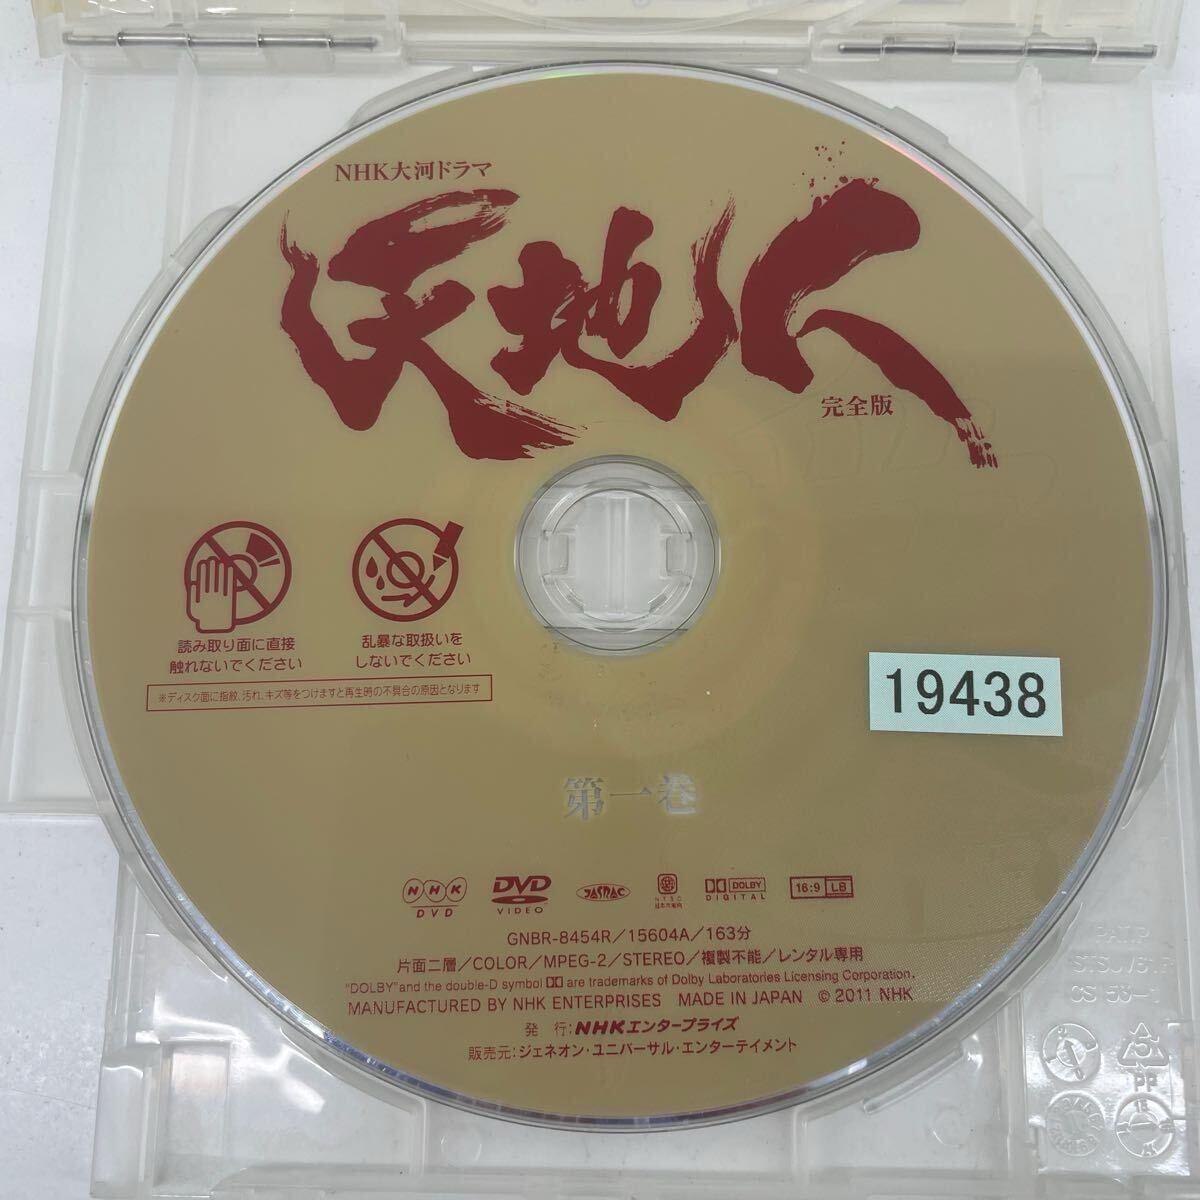 NHK大河ドラマ
天地人
完全版
読み取り面に直接
触れないでください
乱暴な取扱いを
しないでください
※ディスク面に指紋、汚れ、キズ等をつけますと再生時の不具合の原因となります
19438
第一巻
NHK
DVD
DVD
VIDEO
JASRAC
NTSC
日本市場向
DOLBY
DIGITAL
16:9 LB
GNBR-8454R/15604A/163分
片面二層/COLOR/MPEG-2/STEREO/複製不能/レンタル専用
"DOLBY"and the double-D symbol are trademarks of Dolby Laboratories Licensing Corporation.
MANUFACTURED BY NHK ENTERPRISES MADE IN JAPAN © 2011 NHK
発 行:NHKエンタープライズ
販売元:ジェネオン・ユニバーサル・エンターテイメント
PAT.P
5
PP